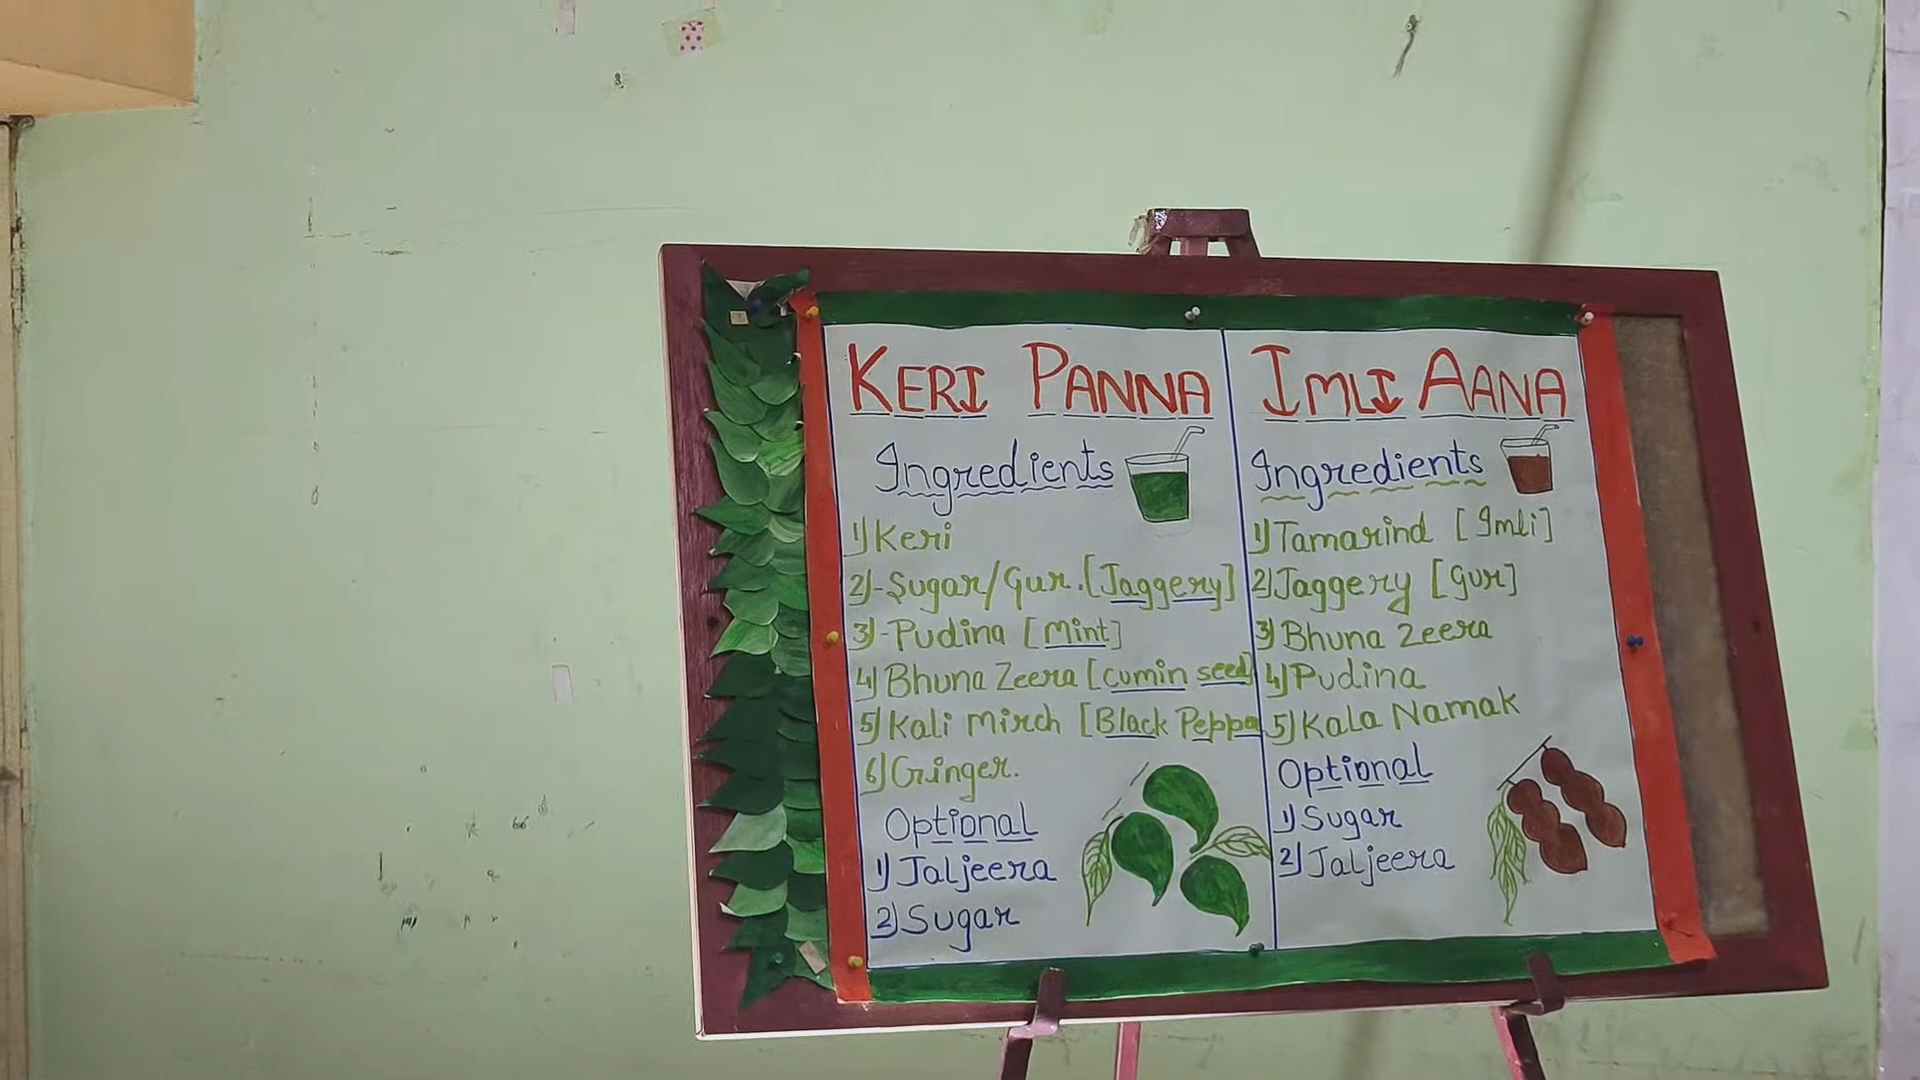 KERI PANNA
Ingredients
1) Keri
2)-Sugar/Gur.[Jaggery]
3)-Pudina [Mint]
4) Bhuna Zeera [cumin seed]
5) Kali Mirch [Black Peppa
6) Ginger.
Optional
1) Jaljeera
2) Sugar
IMLI AANA
Ingredients
1) Tamarind [Imli]
2) Jaggery [gur]
3) Bhuna Zeera
4) Pudina
5) Kala Namak
Optional
1) Sugar
2) Jaljeera